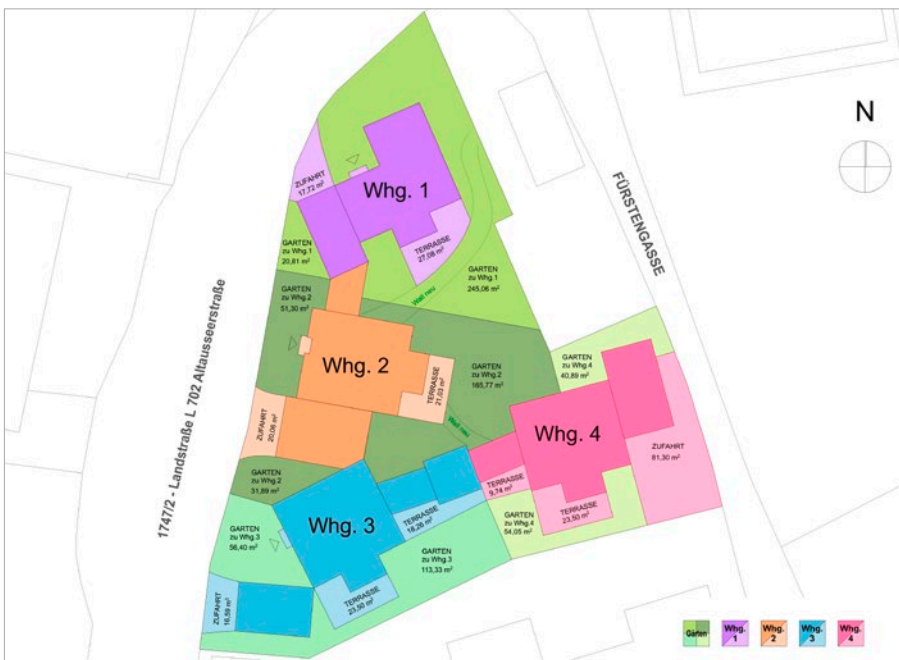 N
FÜRSTENGASSE
1747/2 - Landstraße L 702 Altausseerstraße
ZUFAHRT
17,72 m²
Whg. 1
TERRASSE
27,08 m²
GARTEN
zu Whg.1
20,81 m²
GARTEN
zu Whg.1
245,06 m²
GARTEN
zu Whg.2
51,30 m²
Wall neu
Whg. 2
TERRASSE
21,03 m²
GARTEN
zu Whg.2
165,77 m²
GARTEN
zu Whg.4
40,89 m²
ZUFAHRT
20,06 m²
Wall neu
Whg. 4
ZUFAHRT
81,30 m²
GARTEN
zu Whg.2
31,89 m²
TERRASSE
9,74 m²
TERRASSE
23,50 m²
GARTEN
zu Whg.4
54,05 m²
Whg. 3
TERRASSE
18,26 m²
GARTEN
zu Whg.3
56,40 m²
GARTEN
zu Whg.3
113,33 m²
ZUFAHRT
16,59 m²
TERRASSE
23,50 m²
Gärten
Whg.
1
Whg.
2
Whg.
3
Whg.
4